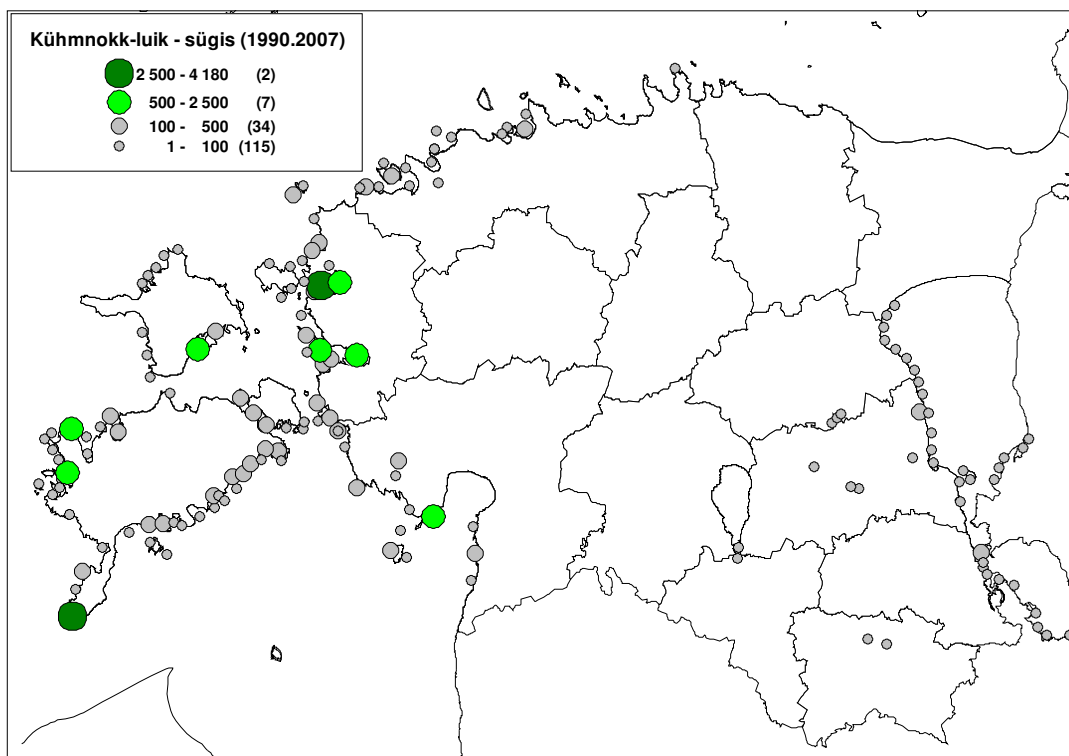 Kühmnokk-luik - sügis (1990.2007)
2 500 - 4 180 (2)
500 - 2 500 (7)
100 - 500 (34)
1 - 100 (115)